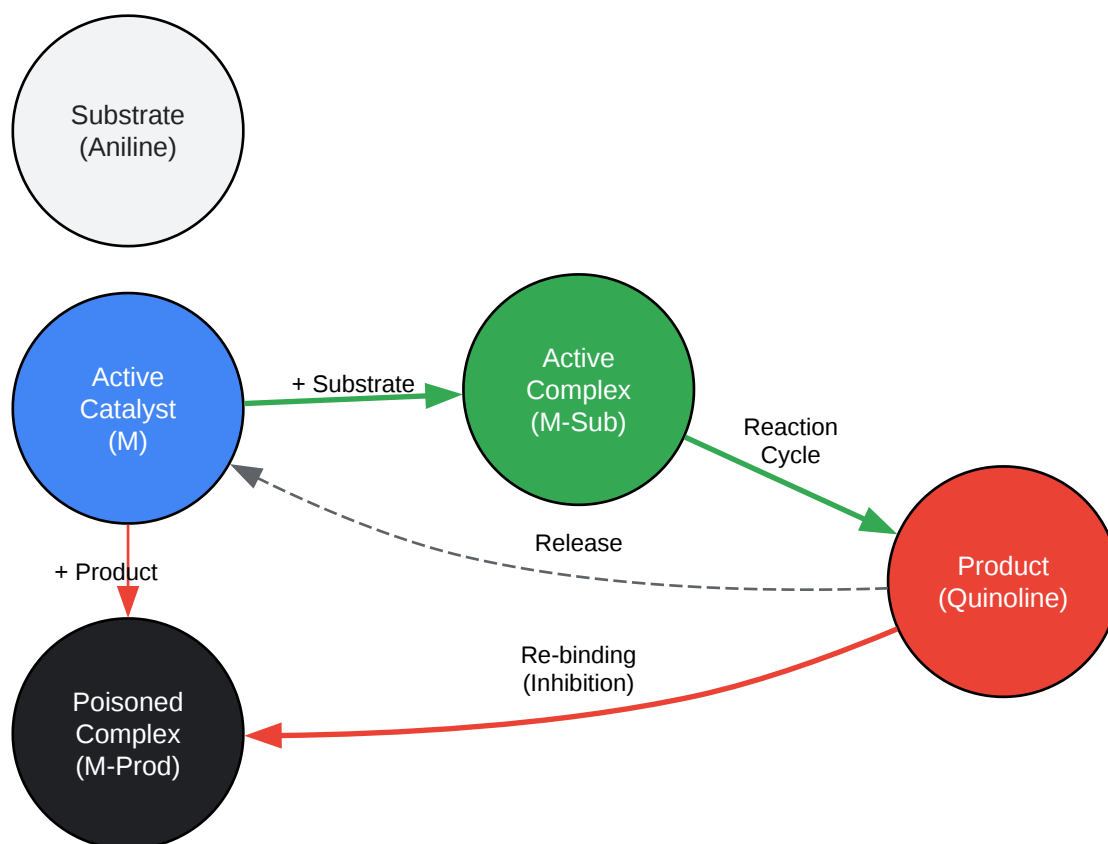 Substrate
(Aniline)
Active
Catalyst
(M)
+ Substrate
Active
Complex
(M-Sub)
Reaction
Cycle
Release
+ Product
Product
(Quinoline)
Re-binding
(Inhibition)
Poisoned
Complex
(M-Prod)